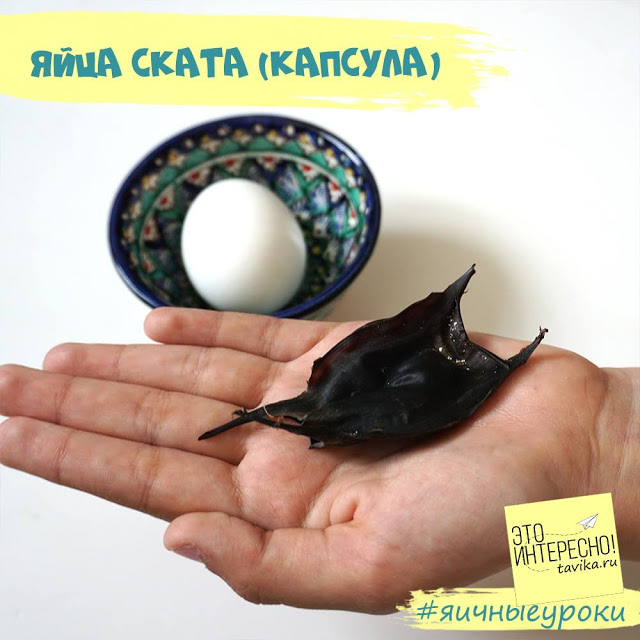 ЯЙЦА СКАТА (КАПСУЛА)
ЭТО
ИНТЕРЕСНО!
tavika.ru
#яичныеуроки